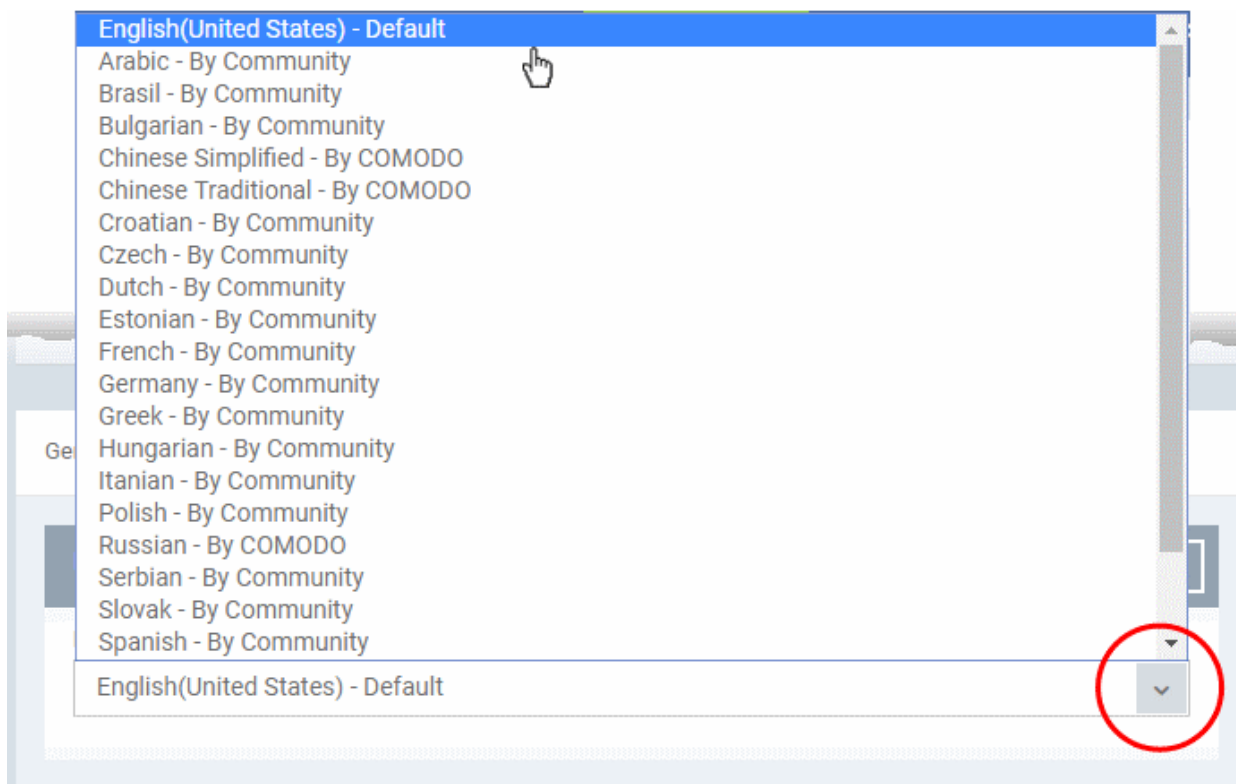 English(United States) - Default
Arabic - By Community
Brasil - By Community
Bulgarian - By Community
Chinese Simplified - By COMODO
Chinese Traditional - By COMODO
Croatian - By Community
Czech - By Community
Dutch - By Community
Estonian - By Community
French - By Community
Germany - By Community
Greek - By Community
Hungarian - By Community
Itanian - By Community
Polish - By Community
Russian - By COMODO
Serbian - By Community
Slovak - By Community
Spanish - By Community
English(United States) - Default